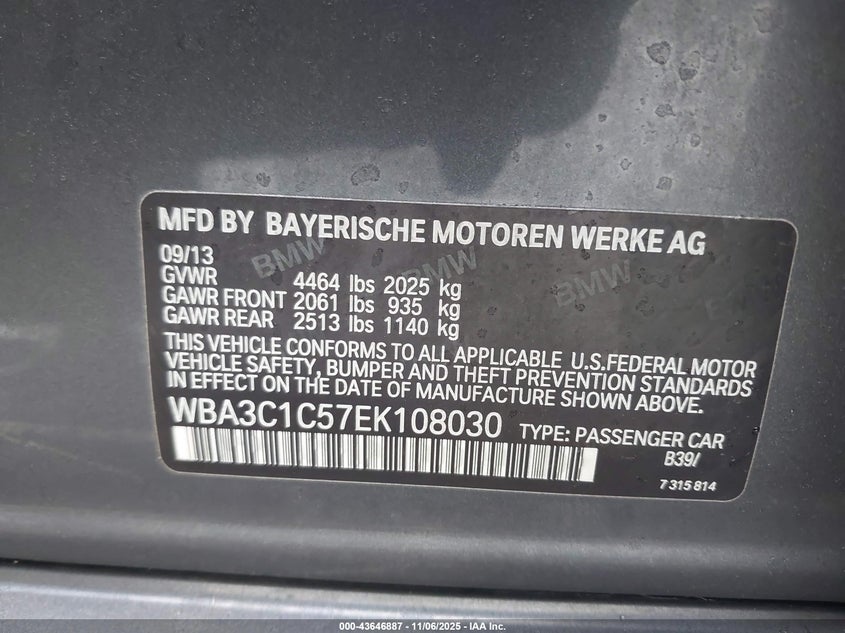 MFD BY BAYERISCHE MOTOREN WERKE AG
09/13
GVWR 4464 lbs 2025 kg
GAWR FRONT 2061 lbs 935 kg
GAWR REAR 2513 lbs 1140 kg
THIS VEHICLE CONFORMS TO ALL APPLICABLE U.S.FEDERAL MOTOR
VEHICLE SAFETY, BUMPER AND THEFT PREVENTION STANDARDS
IN EFFECT ON THE DATE OF MANUFACTURE SHOWN ABOVE.
WBA3C1C57EK108030 TYPE: PASSENGER CAR
B39/
7 315 814
BMW BMW BMW
000-43646887 - 11/06/2025 - IAA Inc.